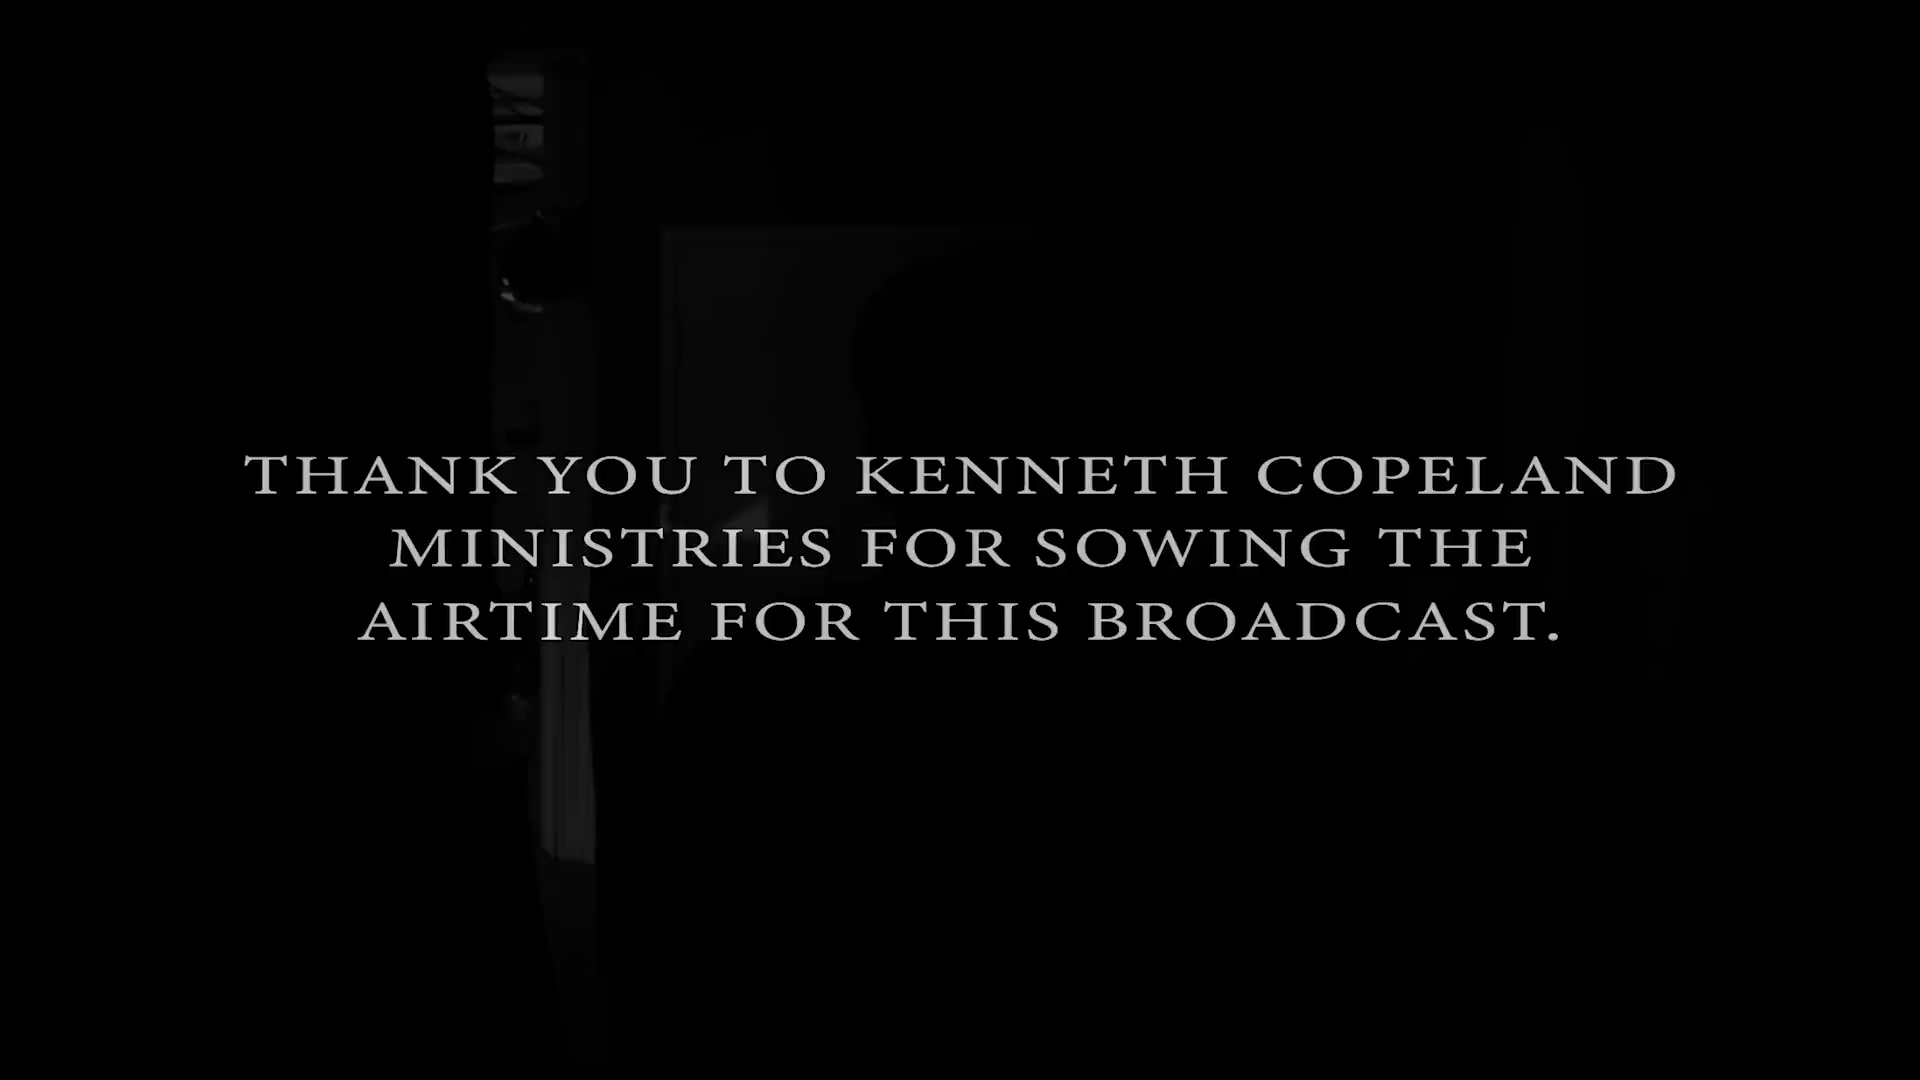 THANK YOU TO KENNETH COPELAND
MINISTRIES FOR SOWING THE
AIRTIME FOR THIS BROADCAST.